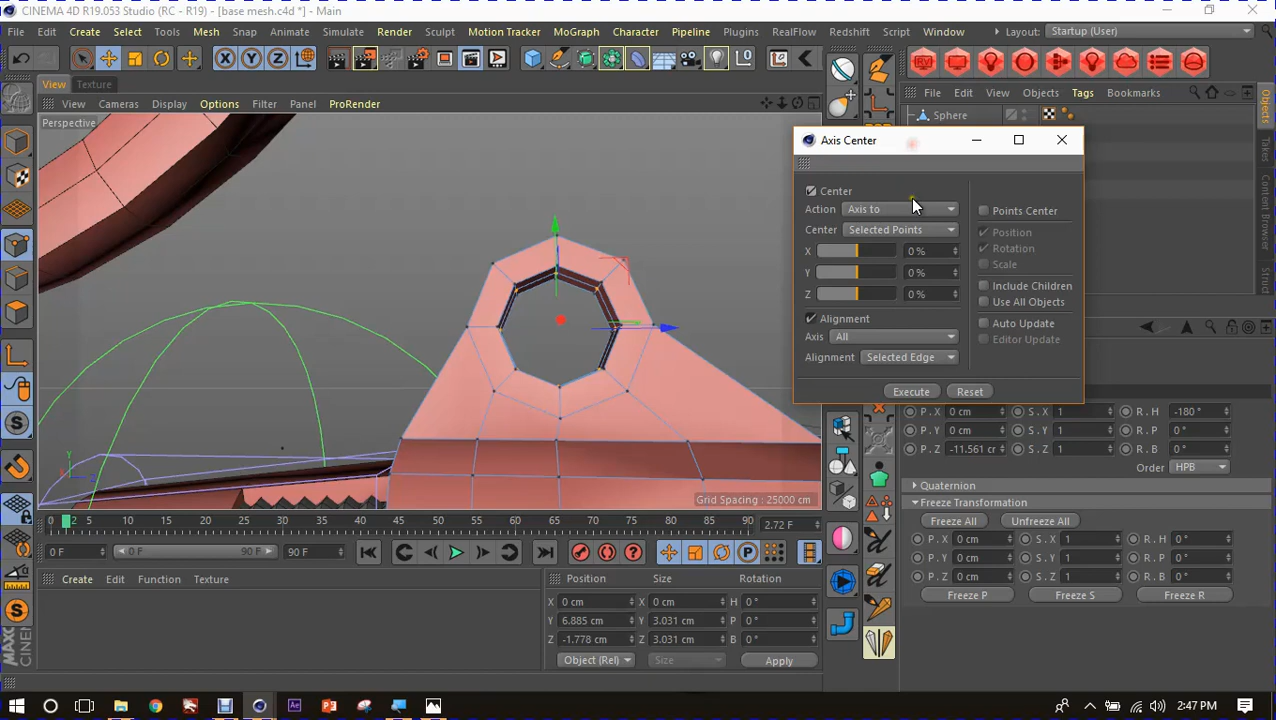 CINEMA 4D R19.053 Studio (RC - R19) - [base mesh.c4d *] - Main
File Edit Create Select Tools Mesh Snap Animate Simulate Render Sculpt Motion Tracker MoGraph Character Pipeline Plugins RealFlow Redshift Script Window Layout: Startup (User)
X Y Z
RV
View Texture
File Edit View Objects Tags Bookmarks
View Cameras Display Options Filter Panel ProRender
Sphere
Perspective
Axis Center
Center
Action Axis to
Points Center
Center Selected Points
Position
X 0 %
Rotation
Y 0 %
Scale
Z 0 %
Include Children
Use All Objects
Alignment
Auto Update
Axis All
Editor Update
Alignment Selected Edge
Execute Reset
P . X 0 cm S . X 1 R . H -180 °
P . Y 0 cm S . Y 1 R . P 0 °
P . Z -11.561 cr S . Z 1 R . B 0 °
Order HPB
Quaternion
Freeze Transformation
Freeze All Unfreeze All
P . X 0 cm S . X 1 R . H 0 °
P . Y 0 cm S . Y 1 R . P 0 °
P . Z 0 cm S . Z 1 R . B 0 °
Freeze P Freeze S Freeze R
Grid Spacing : 25000 cm
0 2 5 10 15 20 25 30 35 40 45 50 55 60 65 70 75 80 85 90 2.72 F
0 F 0 F 90 F 90 F
Create Edit Function Texture
Position Size Rotation
X 0 cm X 0 cm H 0 °
Y 6.885 cm Y 3.031 cm P 0 °
Z -1.778 cm Z 3.031 cm B 0 °
Object (Rel) Size Apply
MAXON CINEMA 4D
Objects
Takes
2:47 PM